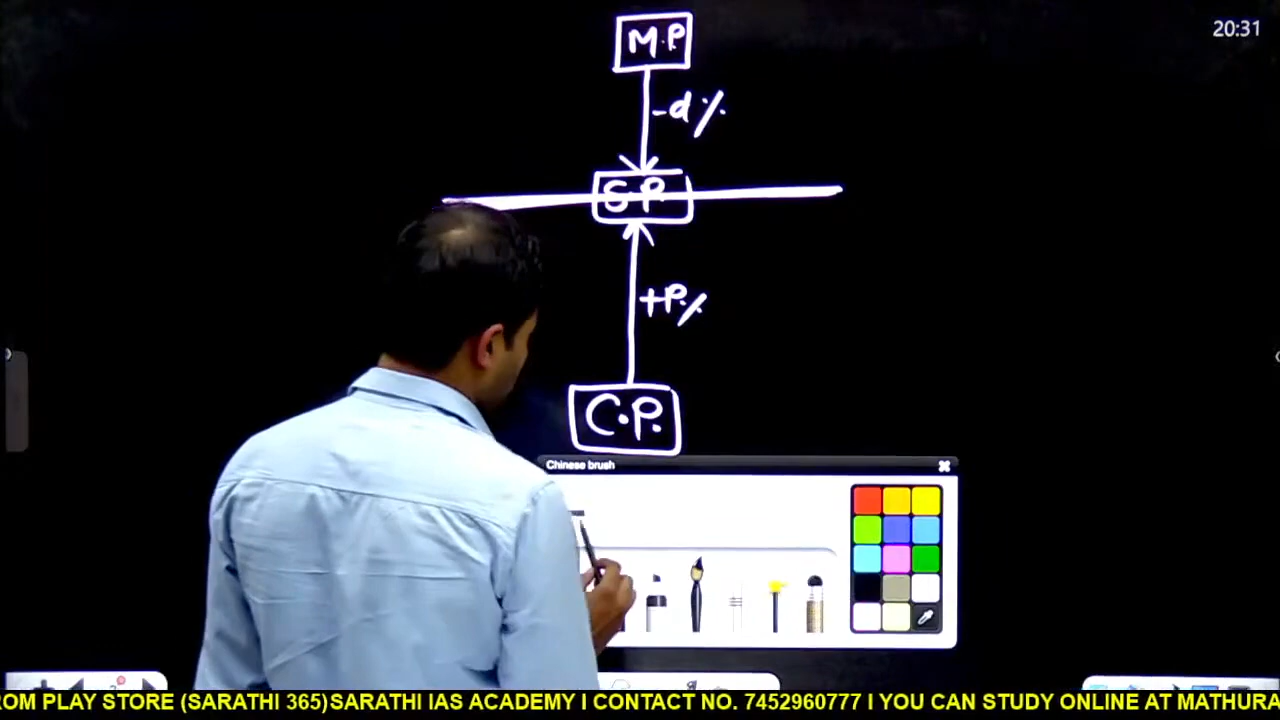 20:31
M.P
-d%
S.P.
+P%
C.P.
Chinese brush
ROM PLAY STORE (SARATHI 365)SARATHI IAS ACADEMY I CONTACT NO. 7452960777 I YOU CAN STUDY ONLINE AT MATHURA